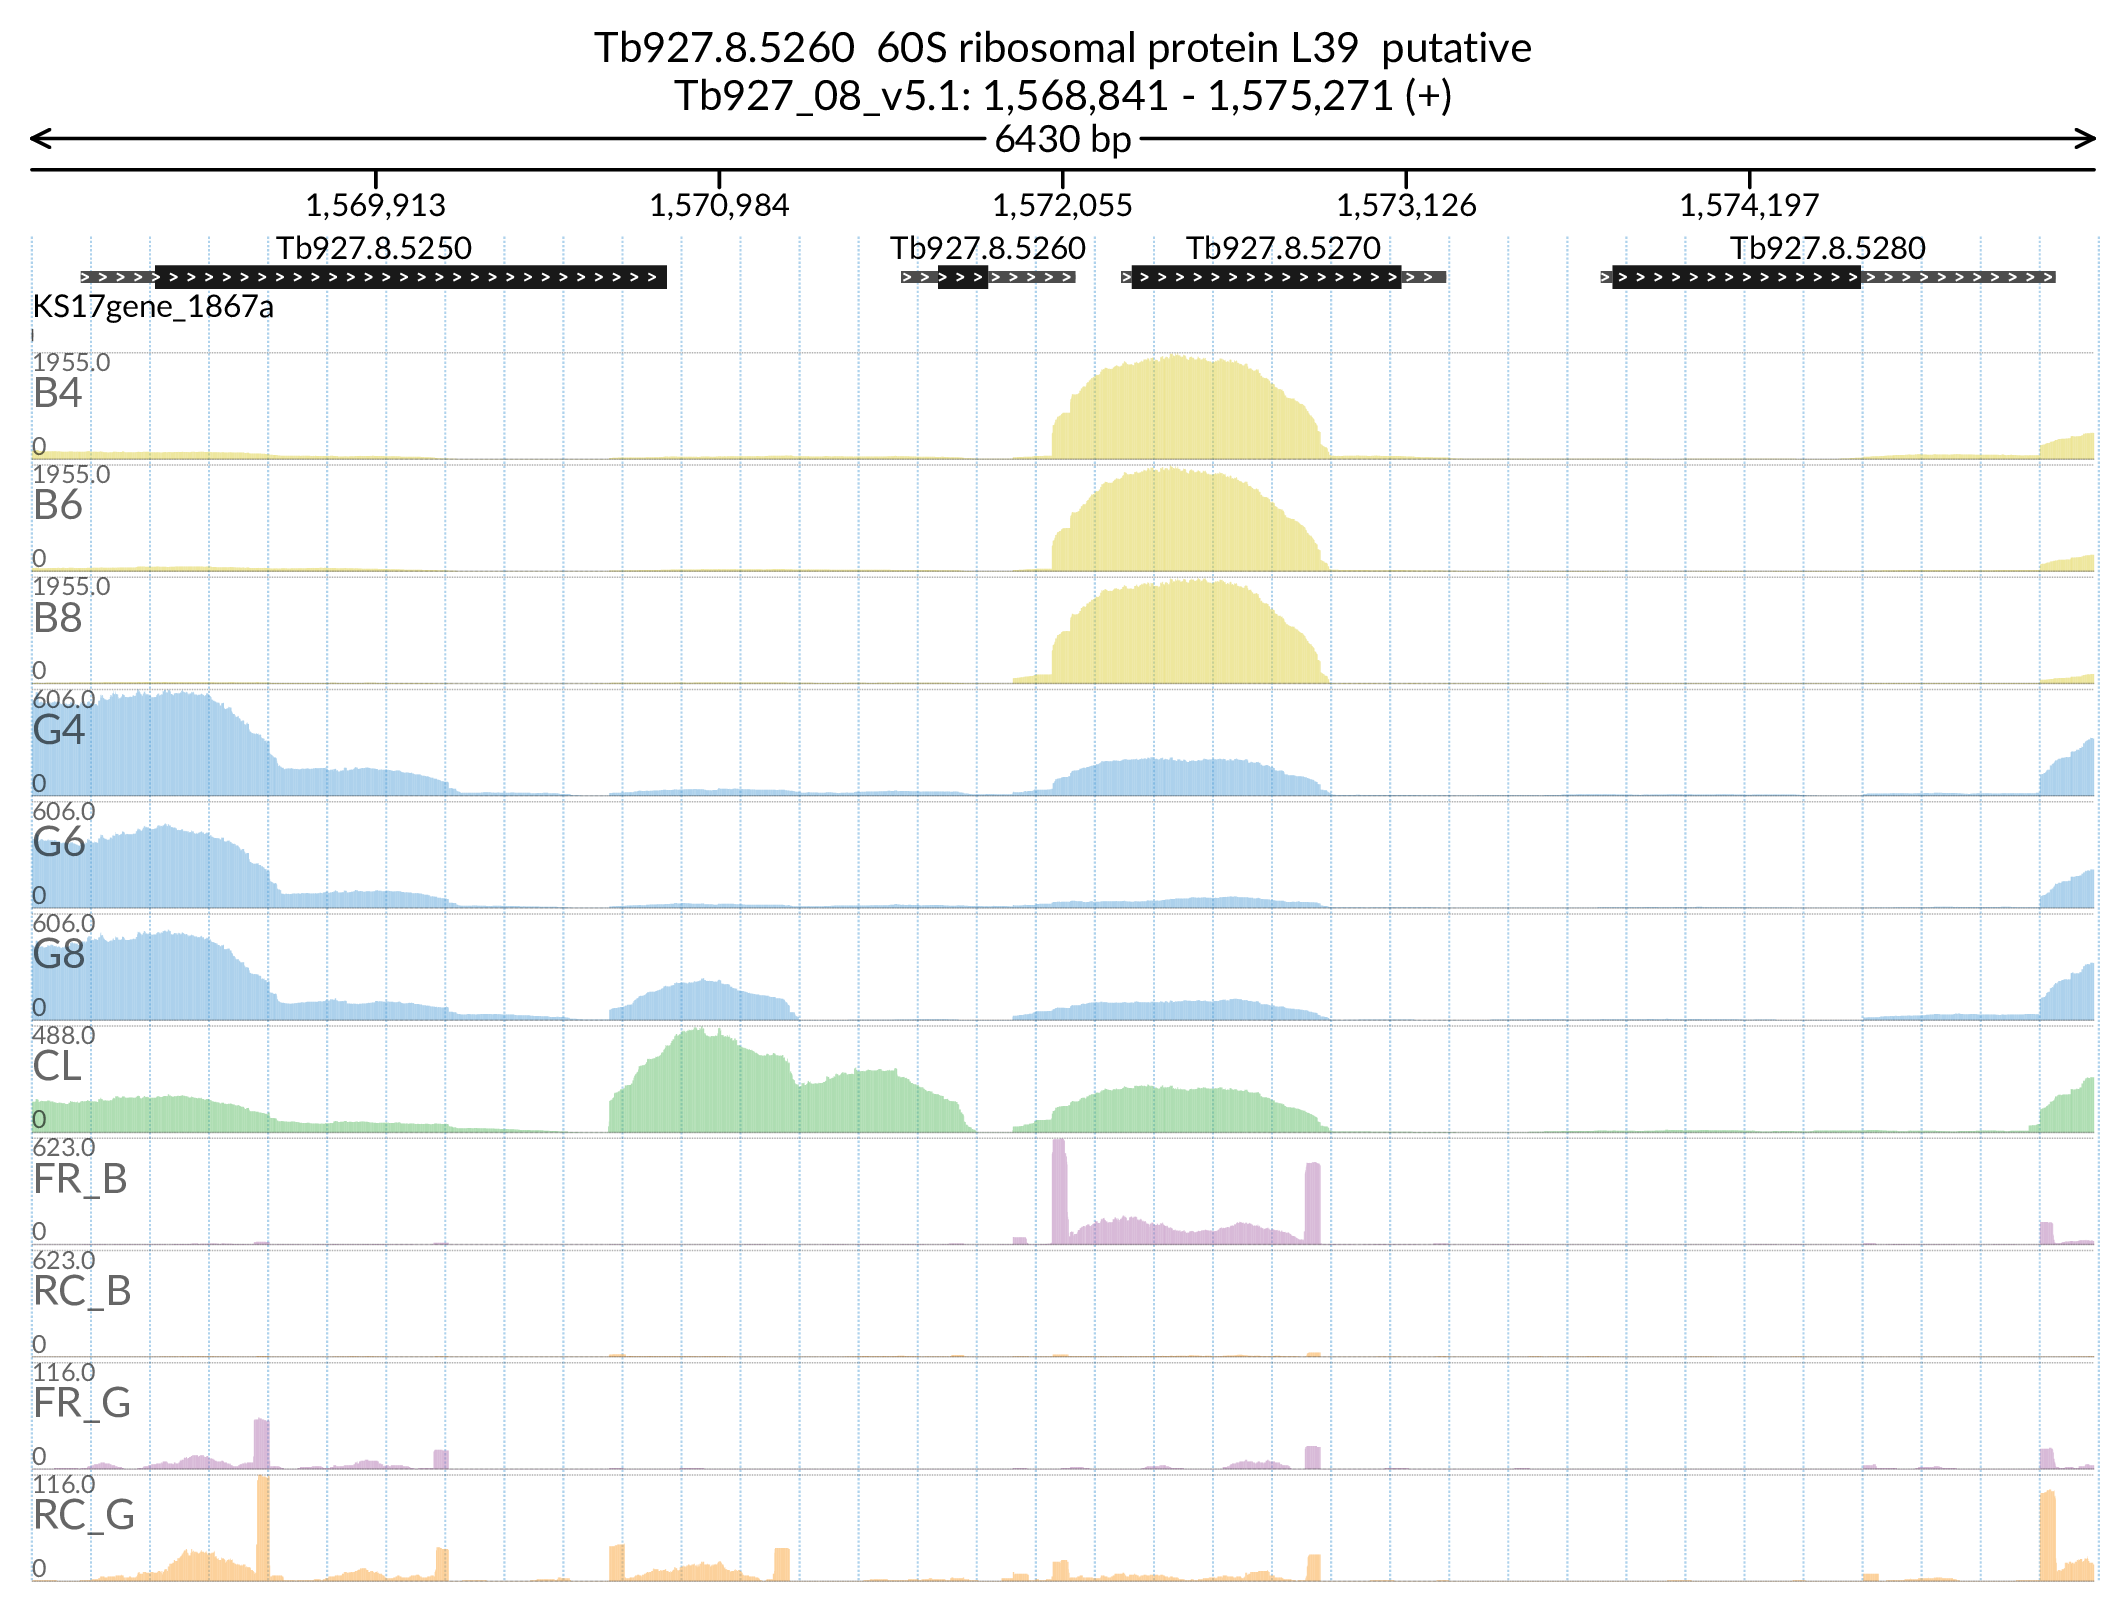 Tb927.8.5260  60S ribosomal protein L39  putative
Tb927_08_v5.1: 1,568,841 - 1,575,271 (+)
6430 bp
1,569,913 1,570,984 1,572,055 1,573,126 1,574,197
Tb927.8.5250 Tb927.8.5260 Tb927.8.5270 Tb927.8.5280
KS17gene_1867a
1955.0
B4
0
1955.0
B6
0
1955.0
B8
0
606.0
G4
0
606.0
G6
0
606.0
G8
0
488.0
CL
0
623.0
FR_B
0
623.0
RC_B
0
116.0
FR_G
0
116.0
RC_G
0